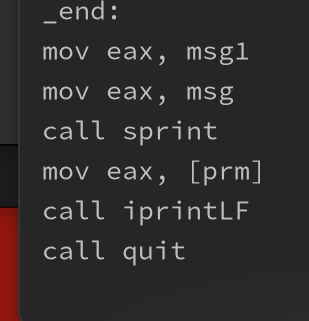 _end:
mov eax, msg1
mov eax, msg
call sprint
mov eax, [prm]
call iprintLF
call quit